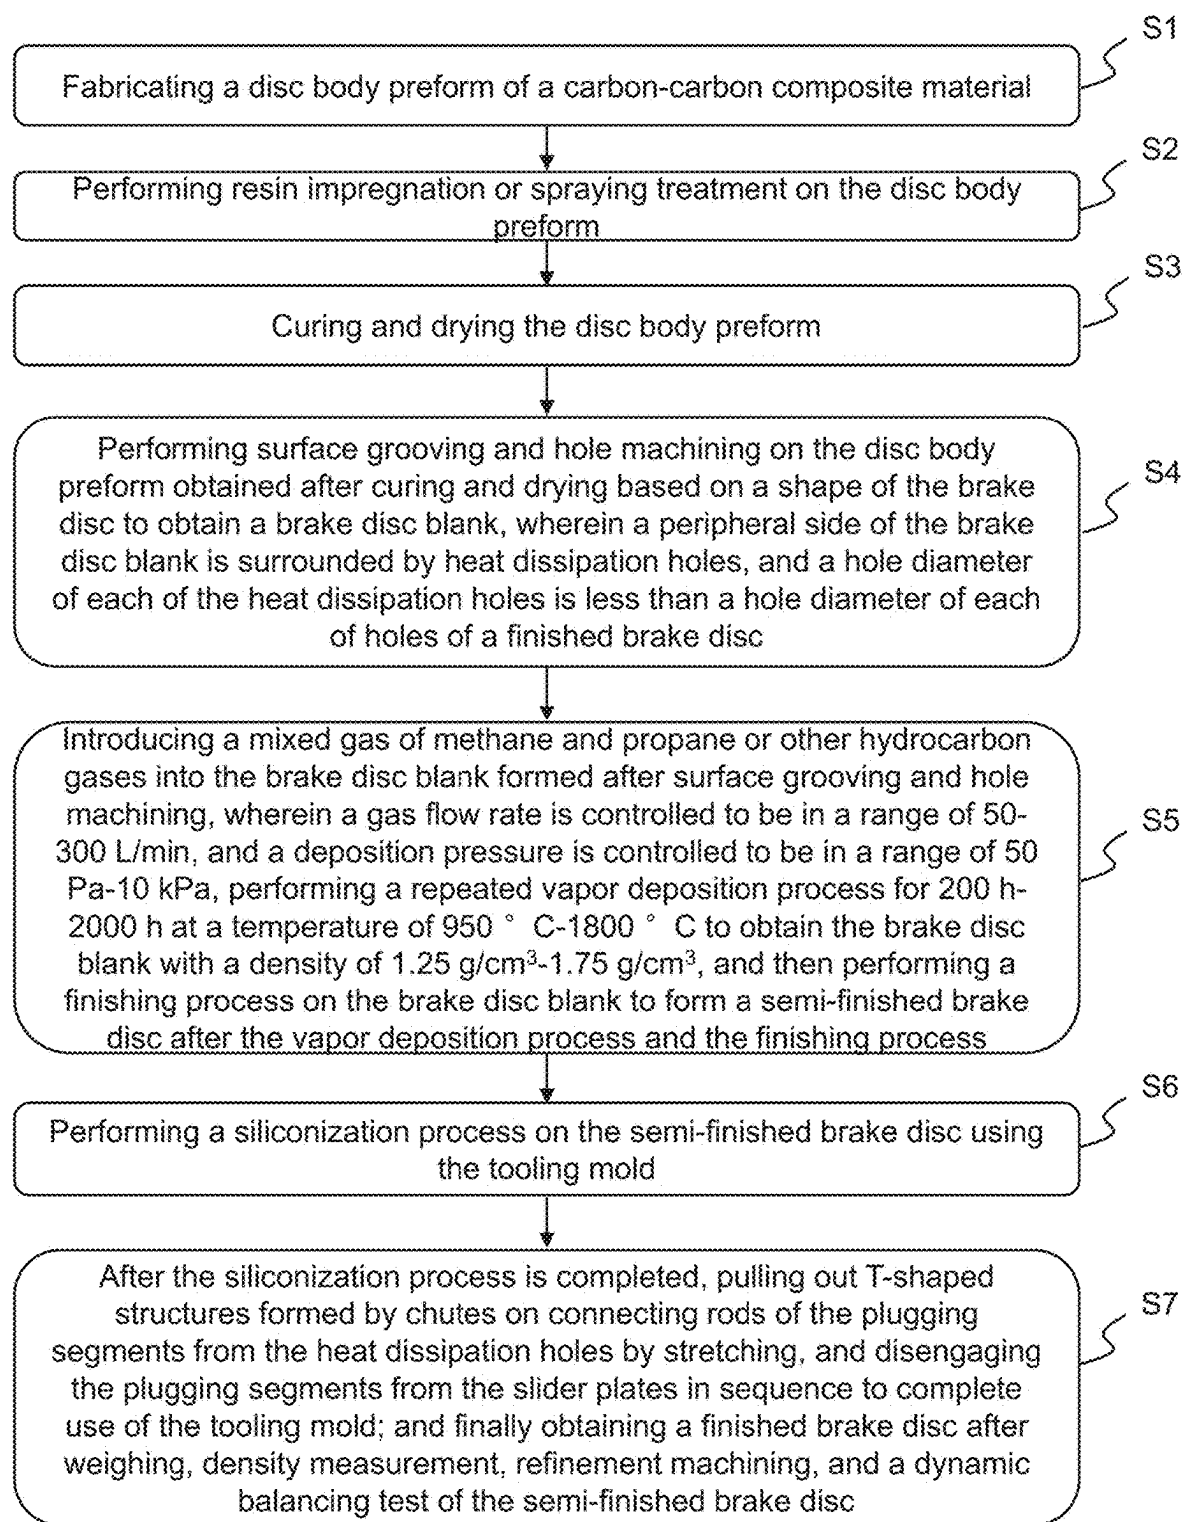 S1
Fabricating a disc body preform of a carbon-carbon composite material
S2
Performing resin impregnation or spraying treatment on the disc body
preform
S3
Curing and drying the disc body preform
S4
Performing surface grooving and hole machining on the disc body
preform obtained after curing and drying based on a shape of the brake
disc to obtain a brake disc blank, wherein a peripheral side of the brake
disc blank is surrounded by heat dissipation holes, and a hole diameter
of each of the heat dissipation holes is less than a hole diameter of each
of holes of a finished brake disc
S5
Introducing a mixed gas of methane and propane or other hydrocarbon
gases into the brake disc blank formed after surface grooving and hole
machining, wherein a gas flow rate is controlled to be in a range of 50-
300 L/min, and a deposition pressure is controlled to be in a range of 50
Pa-10 kPa, performing a repeated vapor deposition process for 200 h-
2000 h at a temperature of 950 ° C-1800 ° C to obtain the brake disc
blank with a density of 1.25 g/cm³-1.75 g/cm³, and then performing a
finishing process on the brake disc blank to form a semi-finished brake
disc after the vapor deposition process and the finishing process
S6
Performing a siliconization process on the semi-finished brake disc using
the tooling mold
S7
After the siliconization process is completed, pulling out T-shaped
structures formed by chutes on connecting rods of the plugging
segments from the heat dissipation holes by stretching, and disengaging
the plugging segments from the slider plates in sequence to complete
use of the tooling mold; and finally obtaining a finished brake disc after
weighing, density measurement, refinement machining, and a dynamic
balancing test of the semi-finished brake disc